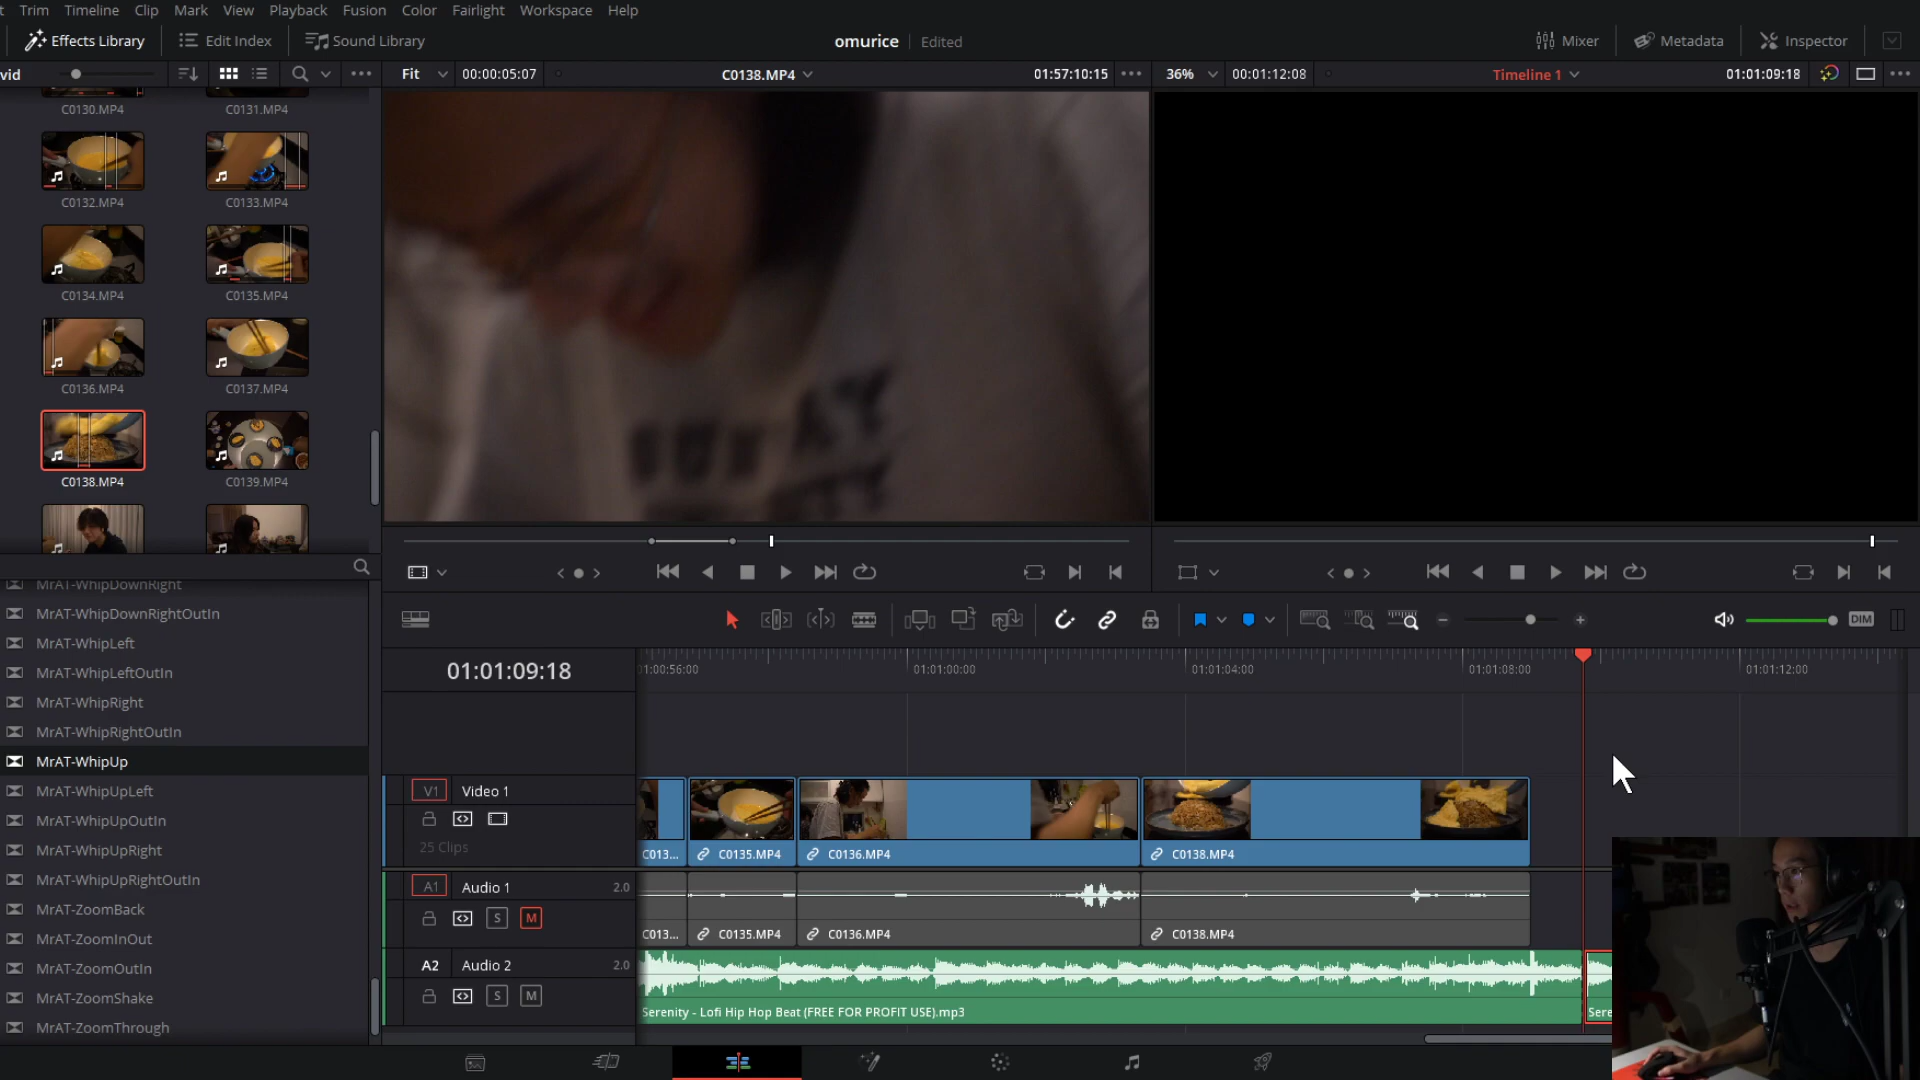 Trim Timeline Clip Mark View Playback Fusion Color Fairlight Workspace Help
Effects Library Edit Index Sound Library omurice Edited Mixer Metadata Inspector
vid Fit 00:00:05:07 C0138.MP4 01:57:10:15 36% 00:01:12:08 Timeline 1 01:01:09:18
C0130.MP4 C0131.MP4
C0132.MP4 C0133.MP4
C0134.MP4 C0135.MP4
C0136.MP4 C0137.MP4
C0138.MP4 C0139.MP4
MrAT-WhipDownRight
MrAT-WhipDownRightOutIn
MrAT-WhipLeft
MrAT-WhipLeftOutIn
MrAT-WhipRight
MrAT-WhipRightOutIn
MrAT-WhipUp
MrAT-WhipUpLeft
MrAT-WhipUpOutIn
MrAT-WhipUpRight
MrAT-WhipUpRightOutIn
MrAT-ZoomBack
MrAT-ZoomInOut
MrAT-ZoomOutIn
MrAT-ZoomShake
MrAT-ZoomThrough
DIM
01:01:09:18 01:00:56:00 01:01:00:00 01:01:04:00 01:01:08:00 01:01:12:00
V1 Video 1
25 Clips
C013... C0135.MP4 C0136.MP4 C0138.MP4
A1 Audio 1 2.0
S M
C013... C0135.MP4 C0136.MP4 C0138.MP4
A2 Audio 2 2.0
S M
Serenity - Lofi Hip Hop Beat (FREE FOR PROFIT USE).mp3 Sere